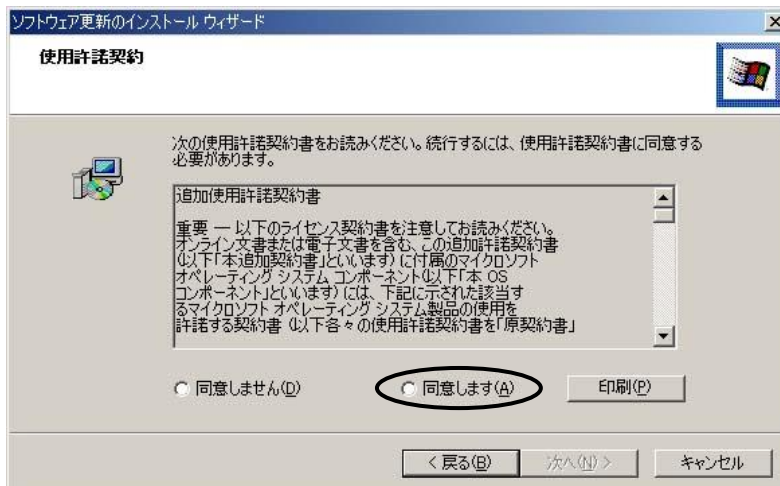 ソフトウェア更新のインストール ウィザード
使用許諾契約
次の使用許諾契約書をお読みください。続行するには、使用許諾契約書に同意する
必要があります。
追加使用許諾契約書
重要 ― 以下のライセンス契約書を注意してお読みください。
オンライン文書または電子文書を含む、この追加許諾契約書
(以下「本追加契約書」といいます) に付属のマイクロソフト
オペレーティング システム コンポーネント(以下「本 OS
コンポーネント」といいます) には、下記に示された該当す
るマイクロソフト オペレーティング システム製品の使用を
許諾する契約書 (以下各々の使用許諾契約書を「原契約書」
同意しません(D)
同意します(A)
印刷(P)
< 戻る(B)
次へ(N) >
キャンセル